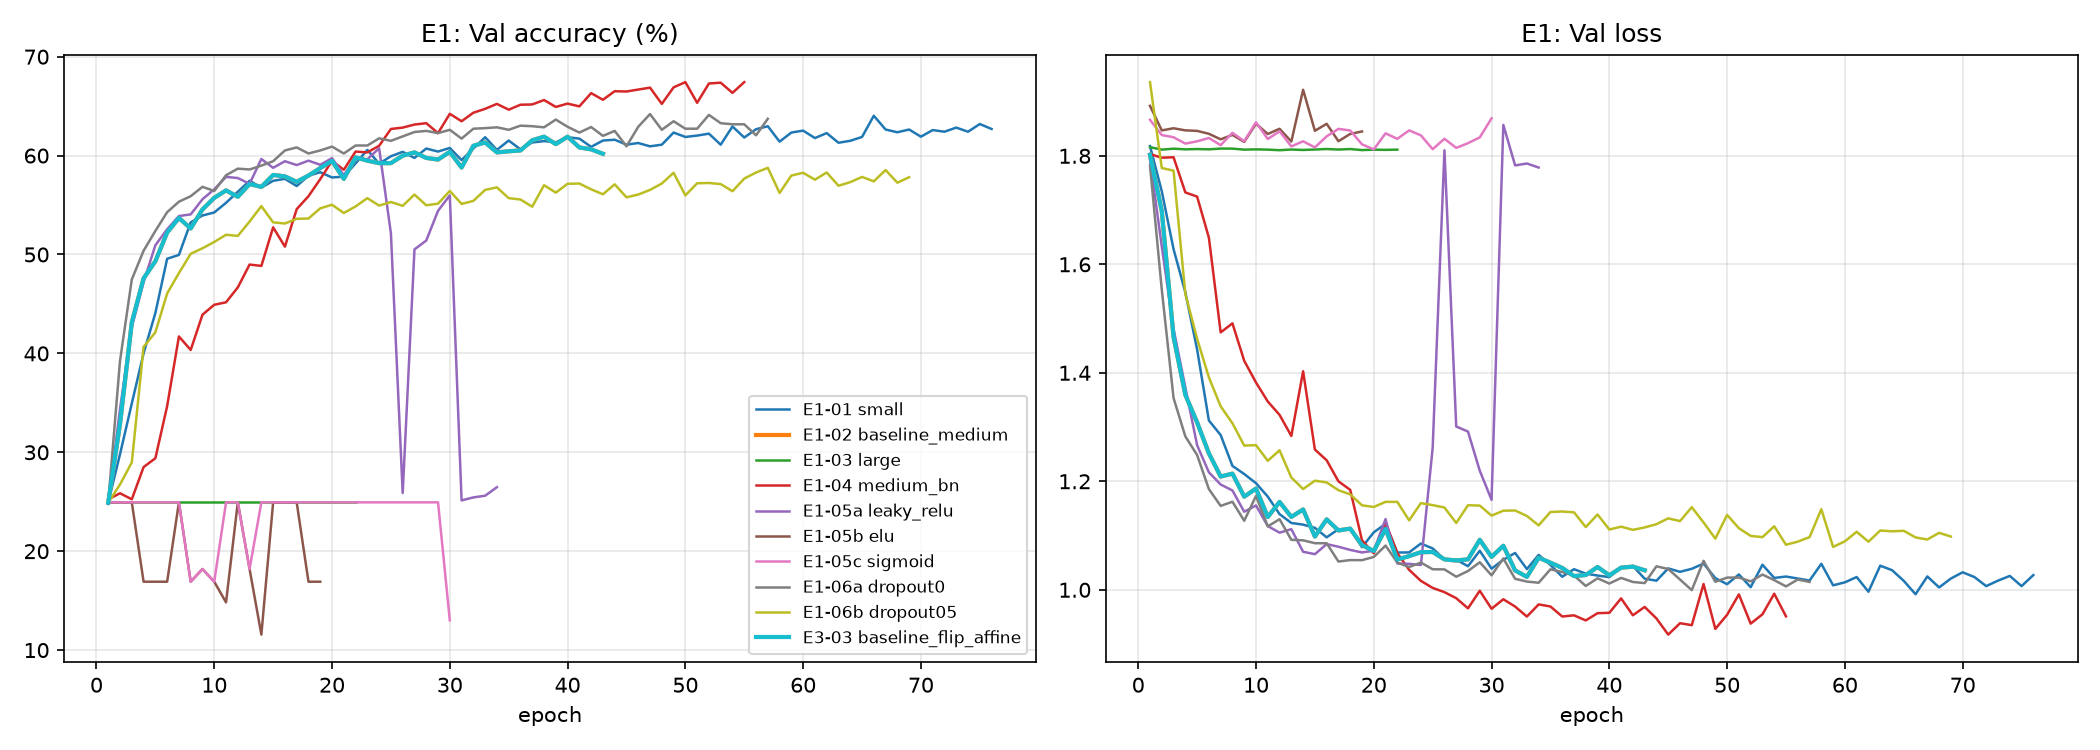 E1: Val accuracy (%)
70
60
50
40
30
20
10
0
10
20
30
40
50
60
70
epoch
E1-01 small
E1-02 baseline_medium
E1-03 large
E1-04 medium_bn
E1-05a leaky_relu
E1-05b elu
E1-05c sigmoid
E1-06a dropout0
E1-06b dropout05
E3-03 baseline_flip_affine
E1: Val loss
1.8
1.6
1.4
1.2
1.0
0
10
20
30
40
50
60
70
epoch